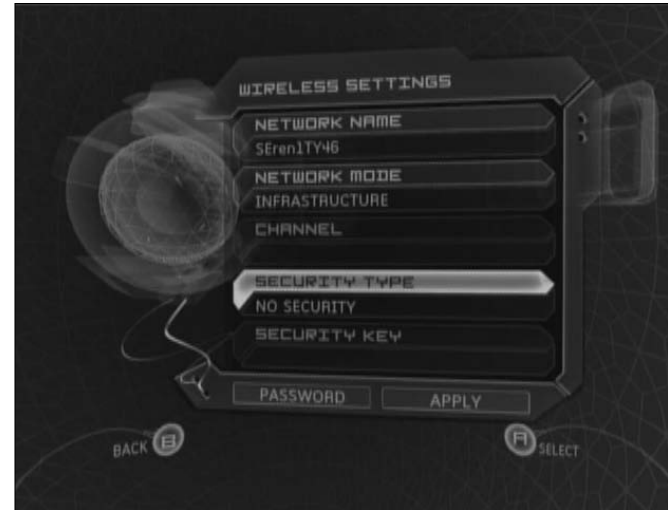 WIRELESS SETTINGS
NETWORK NAME
SEren1TY46
NETWORK MODE
INFRASTRUCTURE
CHANNEL
SECURITY TYPE
NO SECURITY
SECURITY KEY
PASSWORD APPLY
BACK B
A SELECT